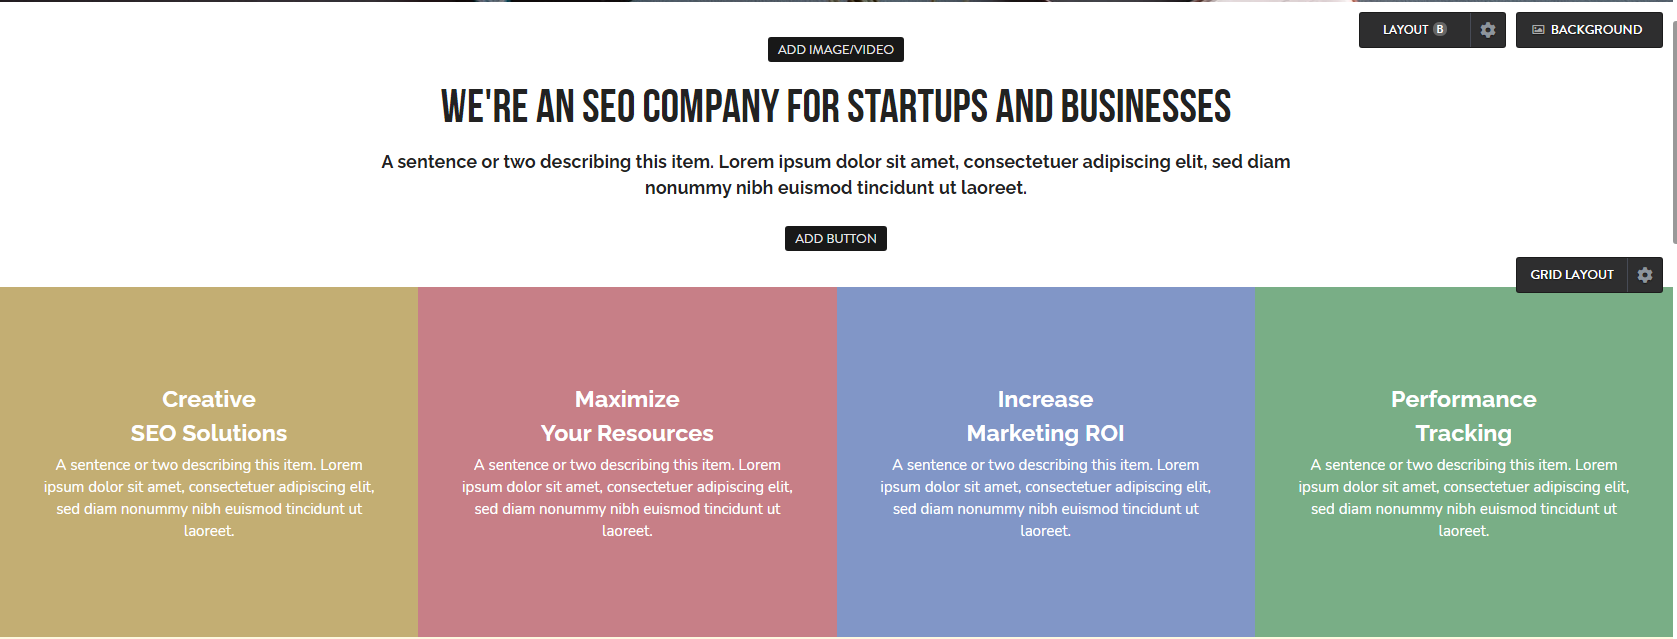 LAYOUT B
BACKGROUND
ADD IMAGE/VIDEO
WE'RE AN SEO COMPANY FOR STARTUPS AND BUSINESSES
A sentence or two describing this item. Lorem ipsum dolor sit amet, consectetuer adipiscing elit, sed diam
nonummy nibh euismod tincidunt ut laoreet.
ADD BUTTON
GRID LAYOUT
Creative
SEO Solutions
A sentence or two describing this item. Lorem
ipsum dolor sit amet, consectetuer adipiscing elit,
sed diam nonummy nibh euismod tincidunt ut
laoreet.
Maximize
Your Resources
A sentence or two describing this item. Lorem
ipsum dolor sit amet, consectetuer adipiscing elit,
sed diam nonummy nibh euismod tincidunt ut
laoreet.
Increase
Marketing ROI
A sentence or two describing this item. Lorem
ipsum dolor sit amet, consectetuer adipiscing elit,
sed diam nonummy nibh euismod tincidunt ut
laoreet.
Performance
Tracking
A sentence or two describing this item. Lorem
ipsum dolor sit amet, consectetuer adipiscing elit,
sed diam nonummy nibh euismod tincidunt ut
laoreet.